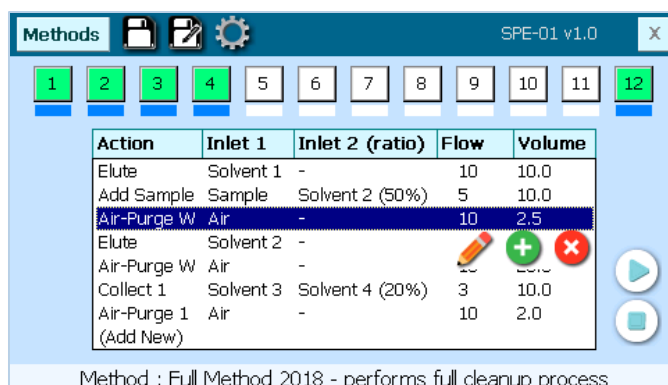 Methods SPE-01 v1.0 X
1 2 3 4 5 6 7 8 9 10 11 12
Action Inlet 1 Inlet 2 (ratio) Flow Volume
Elute Solvent 1 - 10 10.0
Add Sample Sample Solvent 2 (50%) 5 10.0
Air-Purge W Air - 10 2.5
Elute Solvent 2 -
Air-Purge W Air -
Collect 1 Solvent 3 Solvent 4 (20%) 3 10.0
Air-Purge 1 Air - 10 2.0
(Add New)
Method : Full Method 2018 - performs full cleanup process